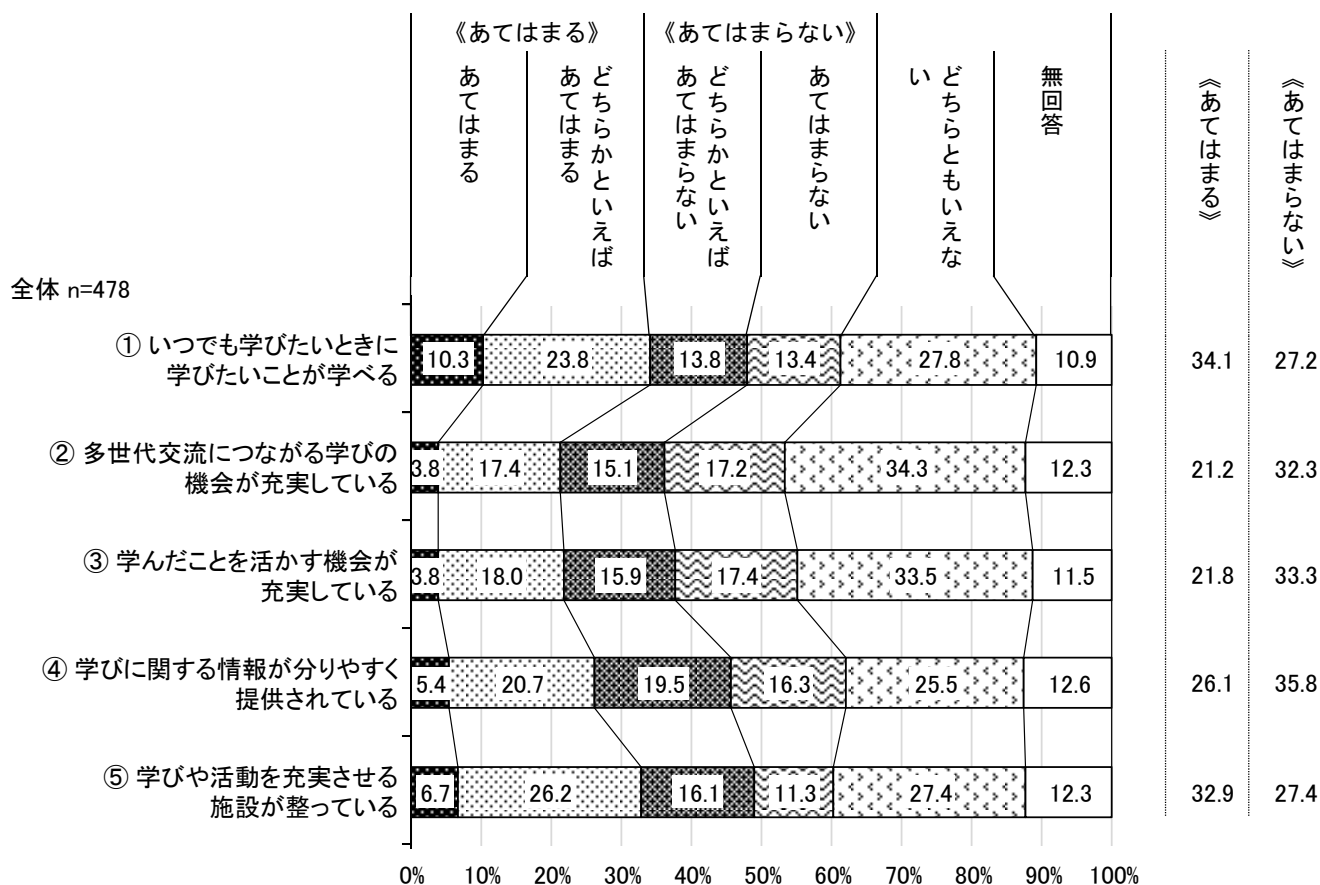 《あてはまる》
《あてはまらない》
あてはまる
どちらかといえば
あてはまる
どちらかといえば
あてはまらない
あてはまらない
どちらともいえな
い
無回答
《あてはまる》
《あてはまらない》
全体 n=478
① いつでも学びたいときに
学びたいことが学べる
10.3 23.8 13.8 13.4 27.8 10.9 34.1 27.2
② 多世代交流につながる学びの
機会が充実している
3.8 17.4 15.1 17.2 34.3 12.3 21.2 32.3
③ 学んだことを活かす機会が
充実している
3.8 18.0 15.9 17.4 33.5 11.5 21.8 33.3
④ 学びに関する情報が分りやすく
提供されている
5.4 20.7 19.5 16.3 25.5 12.6 26.1 35.8
⑤ 学びや活動を充実させる
施設が整っている
6.7 26.2 16.1 11.3 27.4 12.3 32.9 27.4
0% 10% 20% 30% 40% 50% 60% 70% 80% 90% 100%